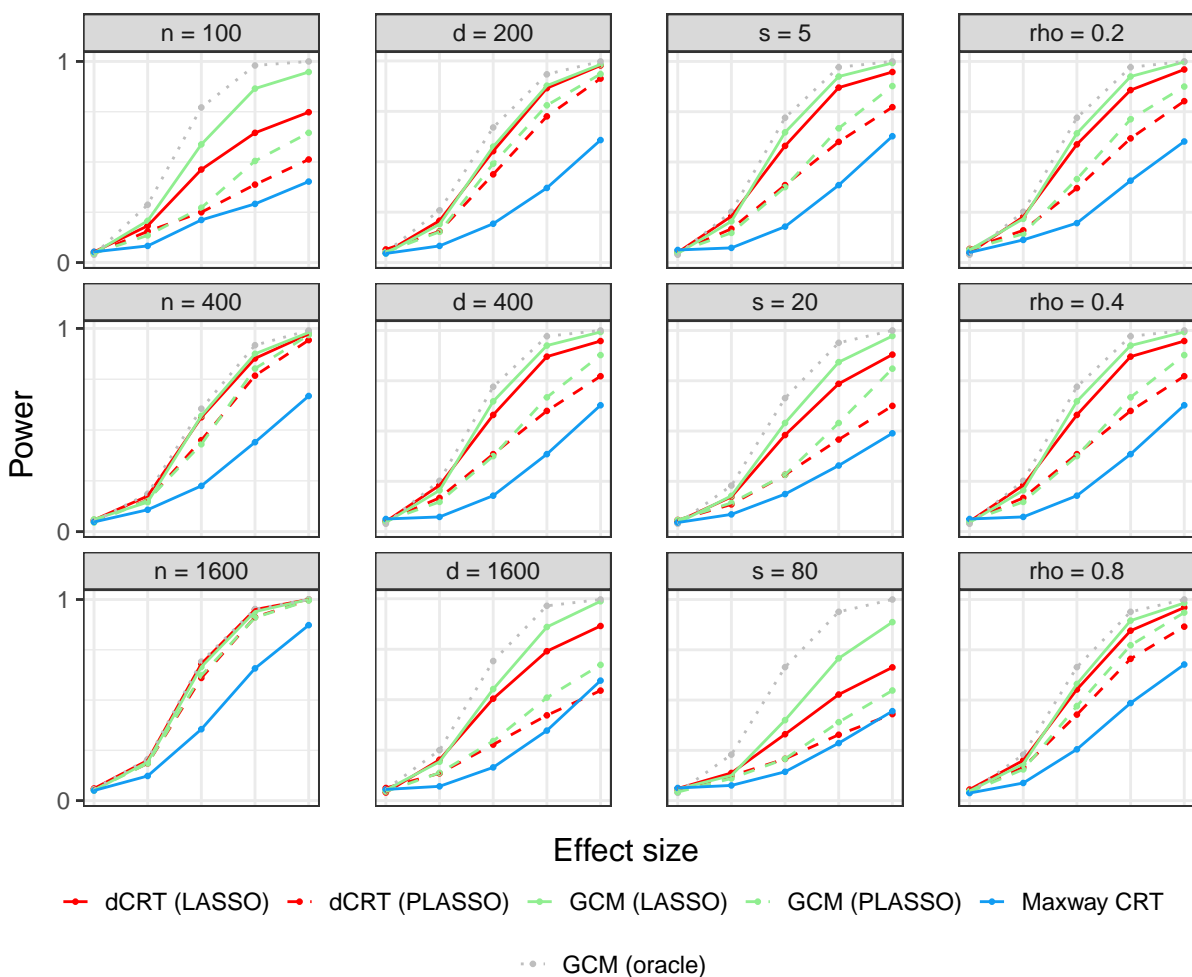 n = 100
d = 200
s = 5
rho = 0.2
1
0
n = 400
d = 400
s = 20
rho = 0.4
1
0
Power
n = 1600
d = 1600
s = 80
rho = 0.8
1
0
Effect size
dCRT (LASSO)
dCRT (PLASSO)
GCM (LASSO)
GCM (PLASSO)
Maxway CRT
GCM (oracle)